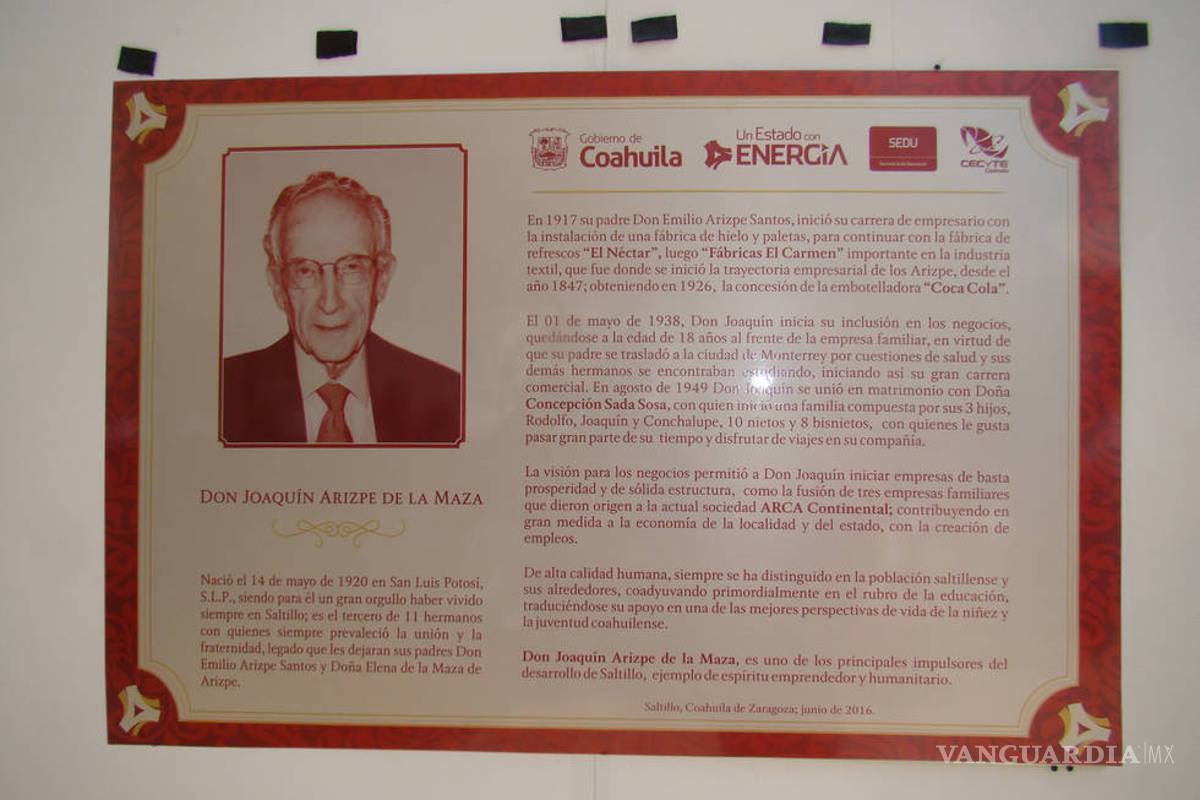 Gobierno de
Coahuila
Un Estado con
ENERGÍA
SEDU
Secretaría de Educación
CECyTE
Coahuila
DON JOAQUÍN ARIZPE DE LA MAZA
Nació el 14 de mayo de 1920 en San Luis Potosí,
S.L.P., siendo para él un gran orgullo haber vivido
siempre en Saltillo; es el tercero de 11 hermanos
con quienes siempre prevaleció la unión y la
fraternidad, legado que les dejaran sus padres Don
Emilio Arizpe Santos y Doña Elena de la Maza de
Arizpe.
En 1917 su padre Don Emilio Arizpe Santos, inició su carrera de empresario con
la instalación de una fábrica de hielo y paletas, para continuar con la fábrica de
refrescos “El Néctar”, luego “Fábricas El Carmen” importante en la industria
textil, que fue donde se inició la trayectoria empresarial de los Arizpe, desde el
año 1847; obteniendo en 1926, la concesión de la embotelladora “Coca Cola”.
El 01 de mayo de 1938, Don Joaquín inicia su inclusión en los negocios,
quedándose a la edad de 18 años al frente de la empresa familiar, en virtud de
que su padre se trasladó a la ciudad de Monterrey por cuestiones de salud y sus
demás hermanos se encontraban estudiando, iniciando así su gran carrera
comercial. En agosto de 1949 Don Joaquín se unió en matrimonio con Doña
Concepción Sada Sosa, con quien inició una familia compuesta por sus 3 hijos,
Rodolfo, Joaquín y Conchalupe, 10 nietos y 8 bisnietos, con quienes le gusta
pasar gran parte de su tiempo y disfrutar de viajes en su compañía.
La visión para los negocios permitió a Don Joaquín iniciar empresas de basta
prosperidad y de sólida estructura, como la fusión de tres empresas familiares
que dieron origen a la actual sociedad ARCA Continental; contribuyendo en
gran medida a la economía de la localidad y del estado, con la creación de
empleos.
De alta calidad humana, siempre se ha distinguido en la población saltillense y
sus alrededores, coadyuvando primordialmente en el rubro de la educación,
traduciéndose su apoyo en una de las mejores perspectivas de vida de la niñez y
la juventud coahuilense.
Don Joaquín Arizpe de la Maza, es uno de los principales impulsores del
desarrollo de Saltillo, ejemplo de espíritu emprendedor y humanitario.
Saltillo, Coahuila de Zaragoza; junio de 2016.
VANGUARDIA|MX